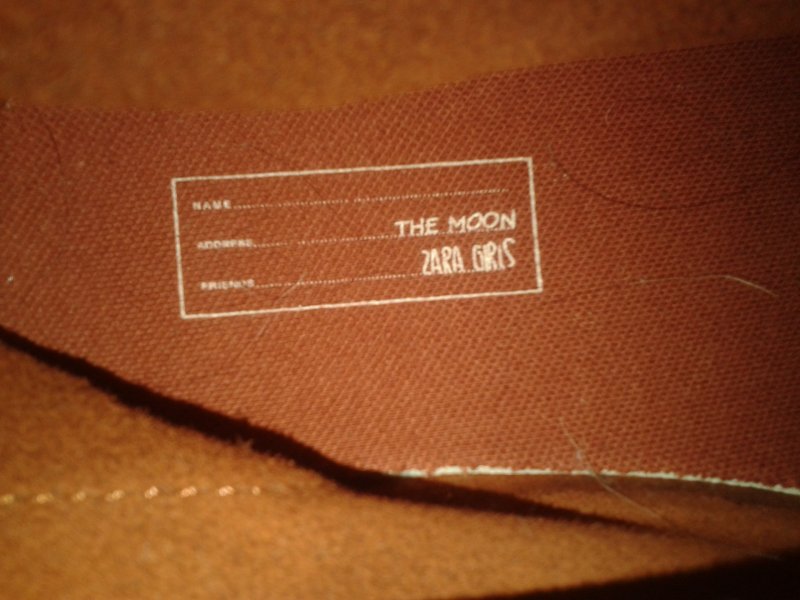 NAME
ADDRESS THE MOON
FRIENDS ZARA GIRLS